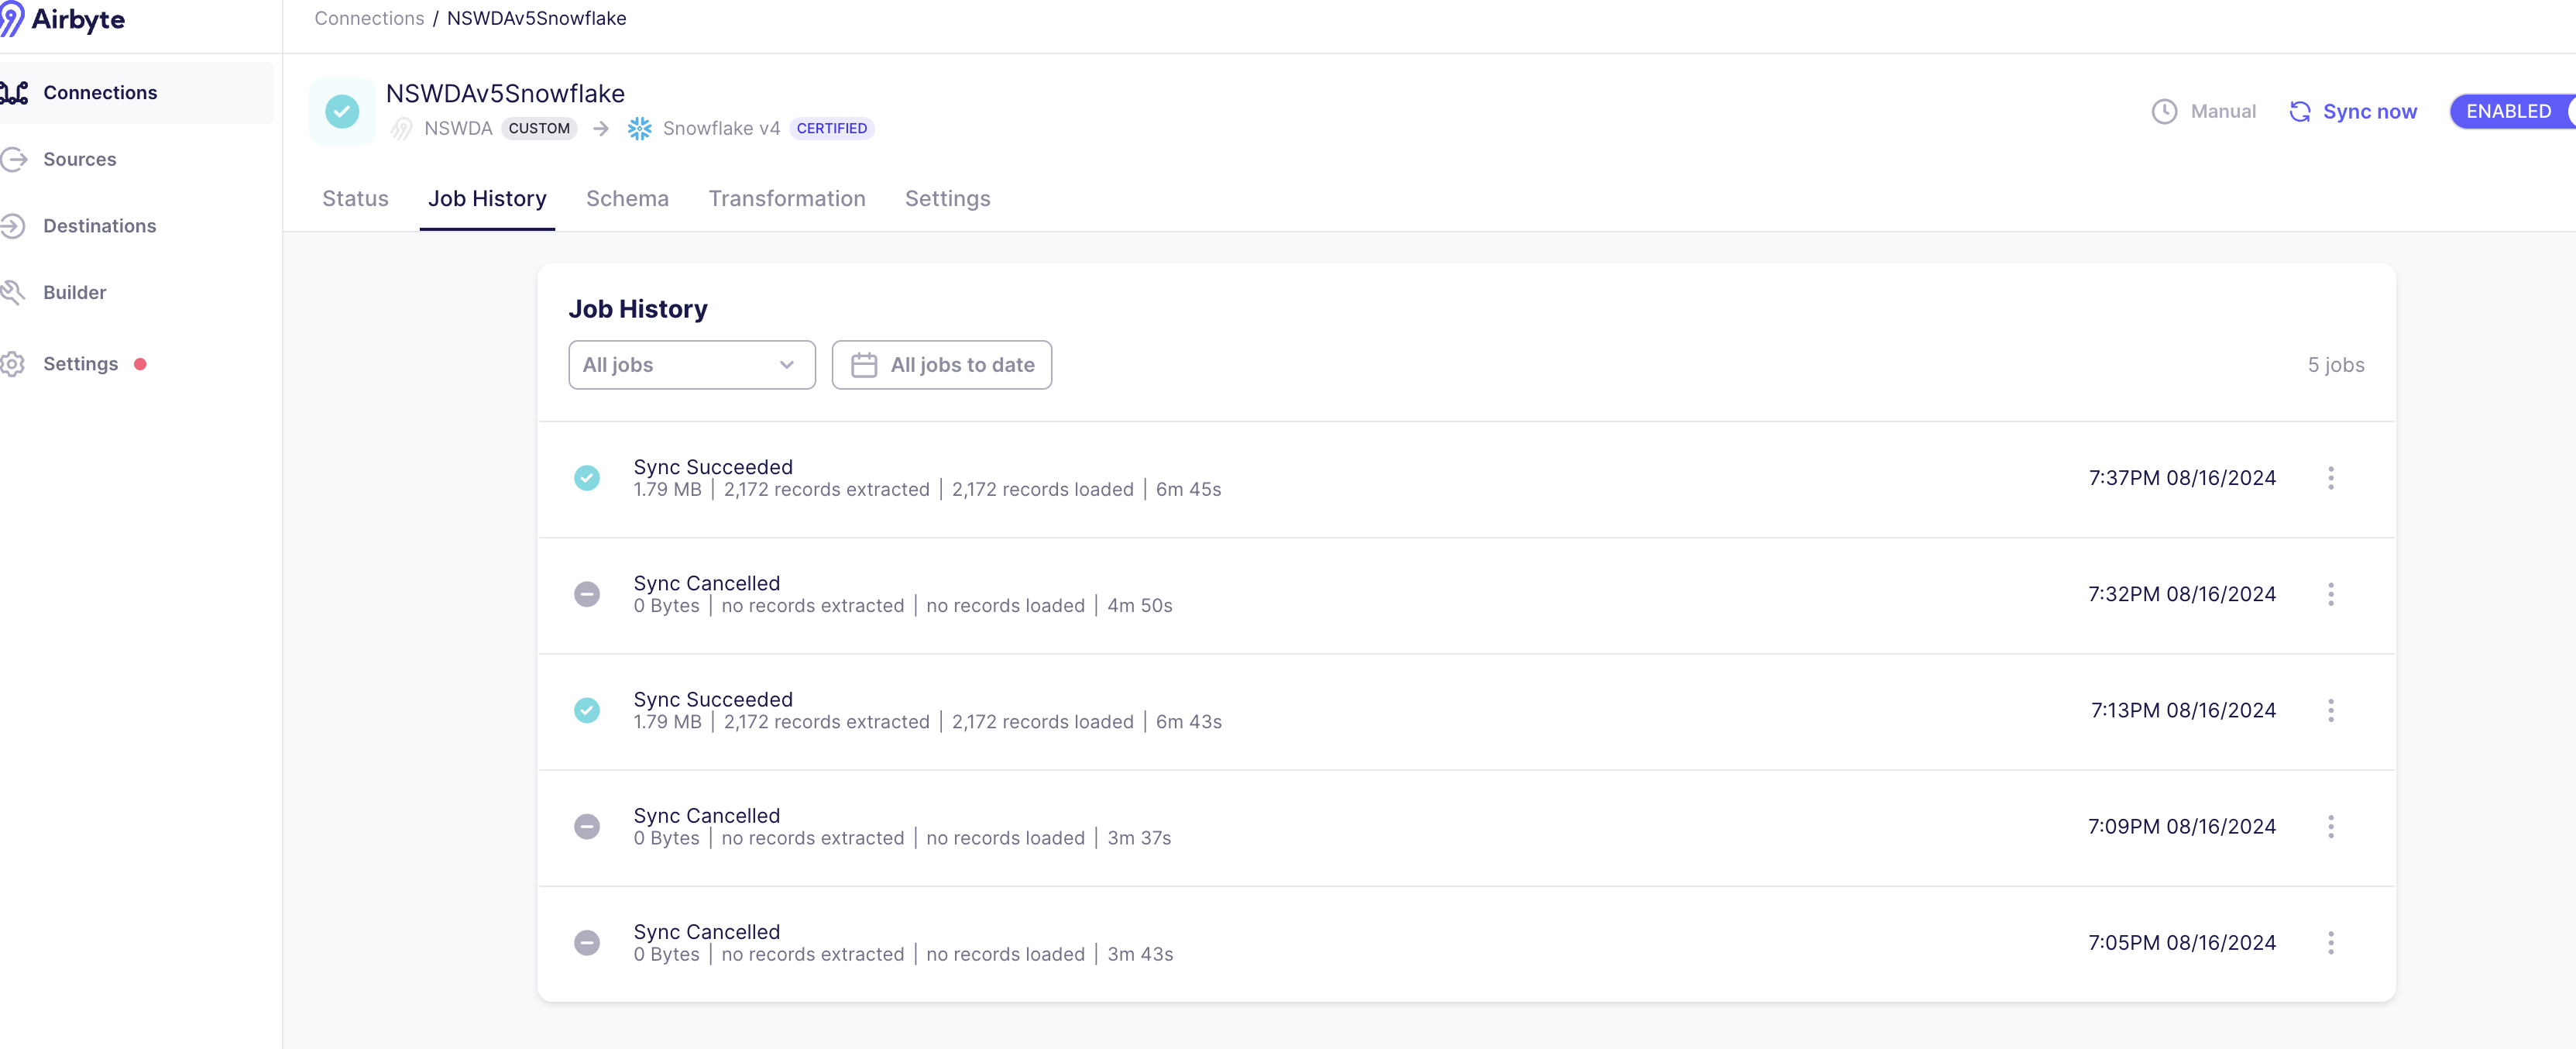 Airbyte
Connections / NSWDAv5Snowflake
Connections
Sources
Destinations
Builder
Settings
NSWDAv5Snowflake
NSWDA CUSTOM → Snowflake v4 CERTIFIED
Manual Sync now ENABLED
Status Job History Schema Transformation Settings
Job History
All jobs All jobs to date 5 jobs
Sync Succeeded
1.79 MB | 2,172 records extracted | 2,172 records loaded | 6m 45s
7:37PM 08/16/2024
Sync Cancelled
0 Bytes | no records extracted | no records loaded | 4m 50s
7:32PM 08/16/2024
Sync Succeeded
1.79 MB | 2,172 records extracted | 2,172 records loaded | 6m 43s
7:13PM 08/16/2024
Sync Cancelled
0 Bytes | no records extracted | no records loaded | 3m 37s
7:09PM 08/16/2024
Sync Cancelled
0 Bytes | no records extracted | no records loaded | 3m 43s
7:05PM 08/16/2024